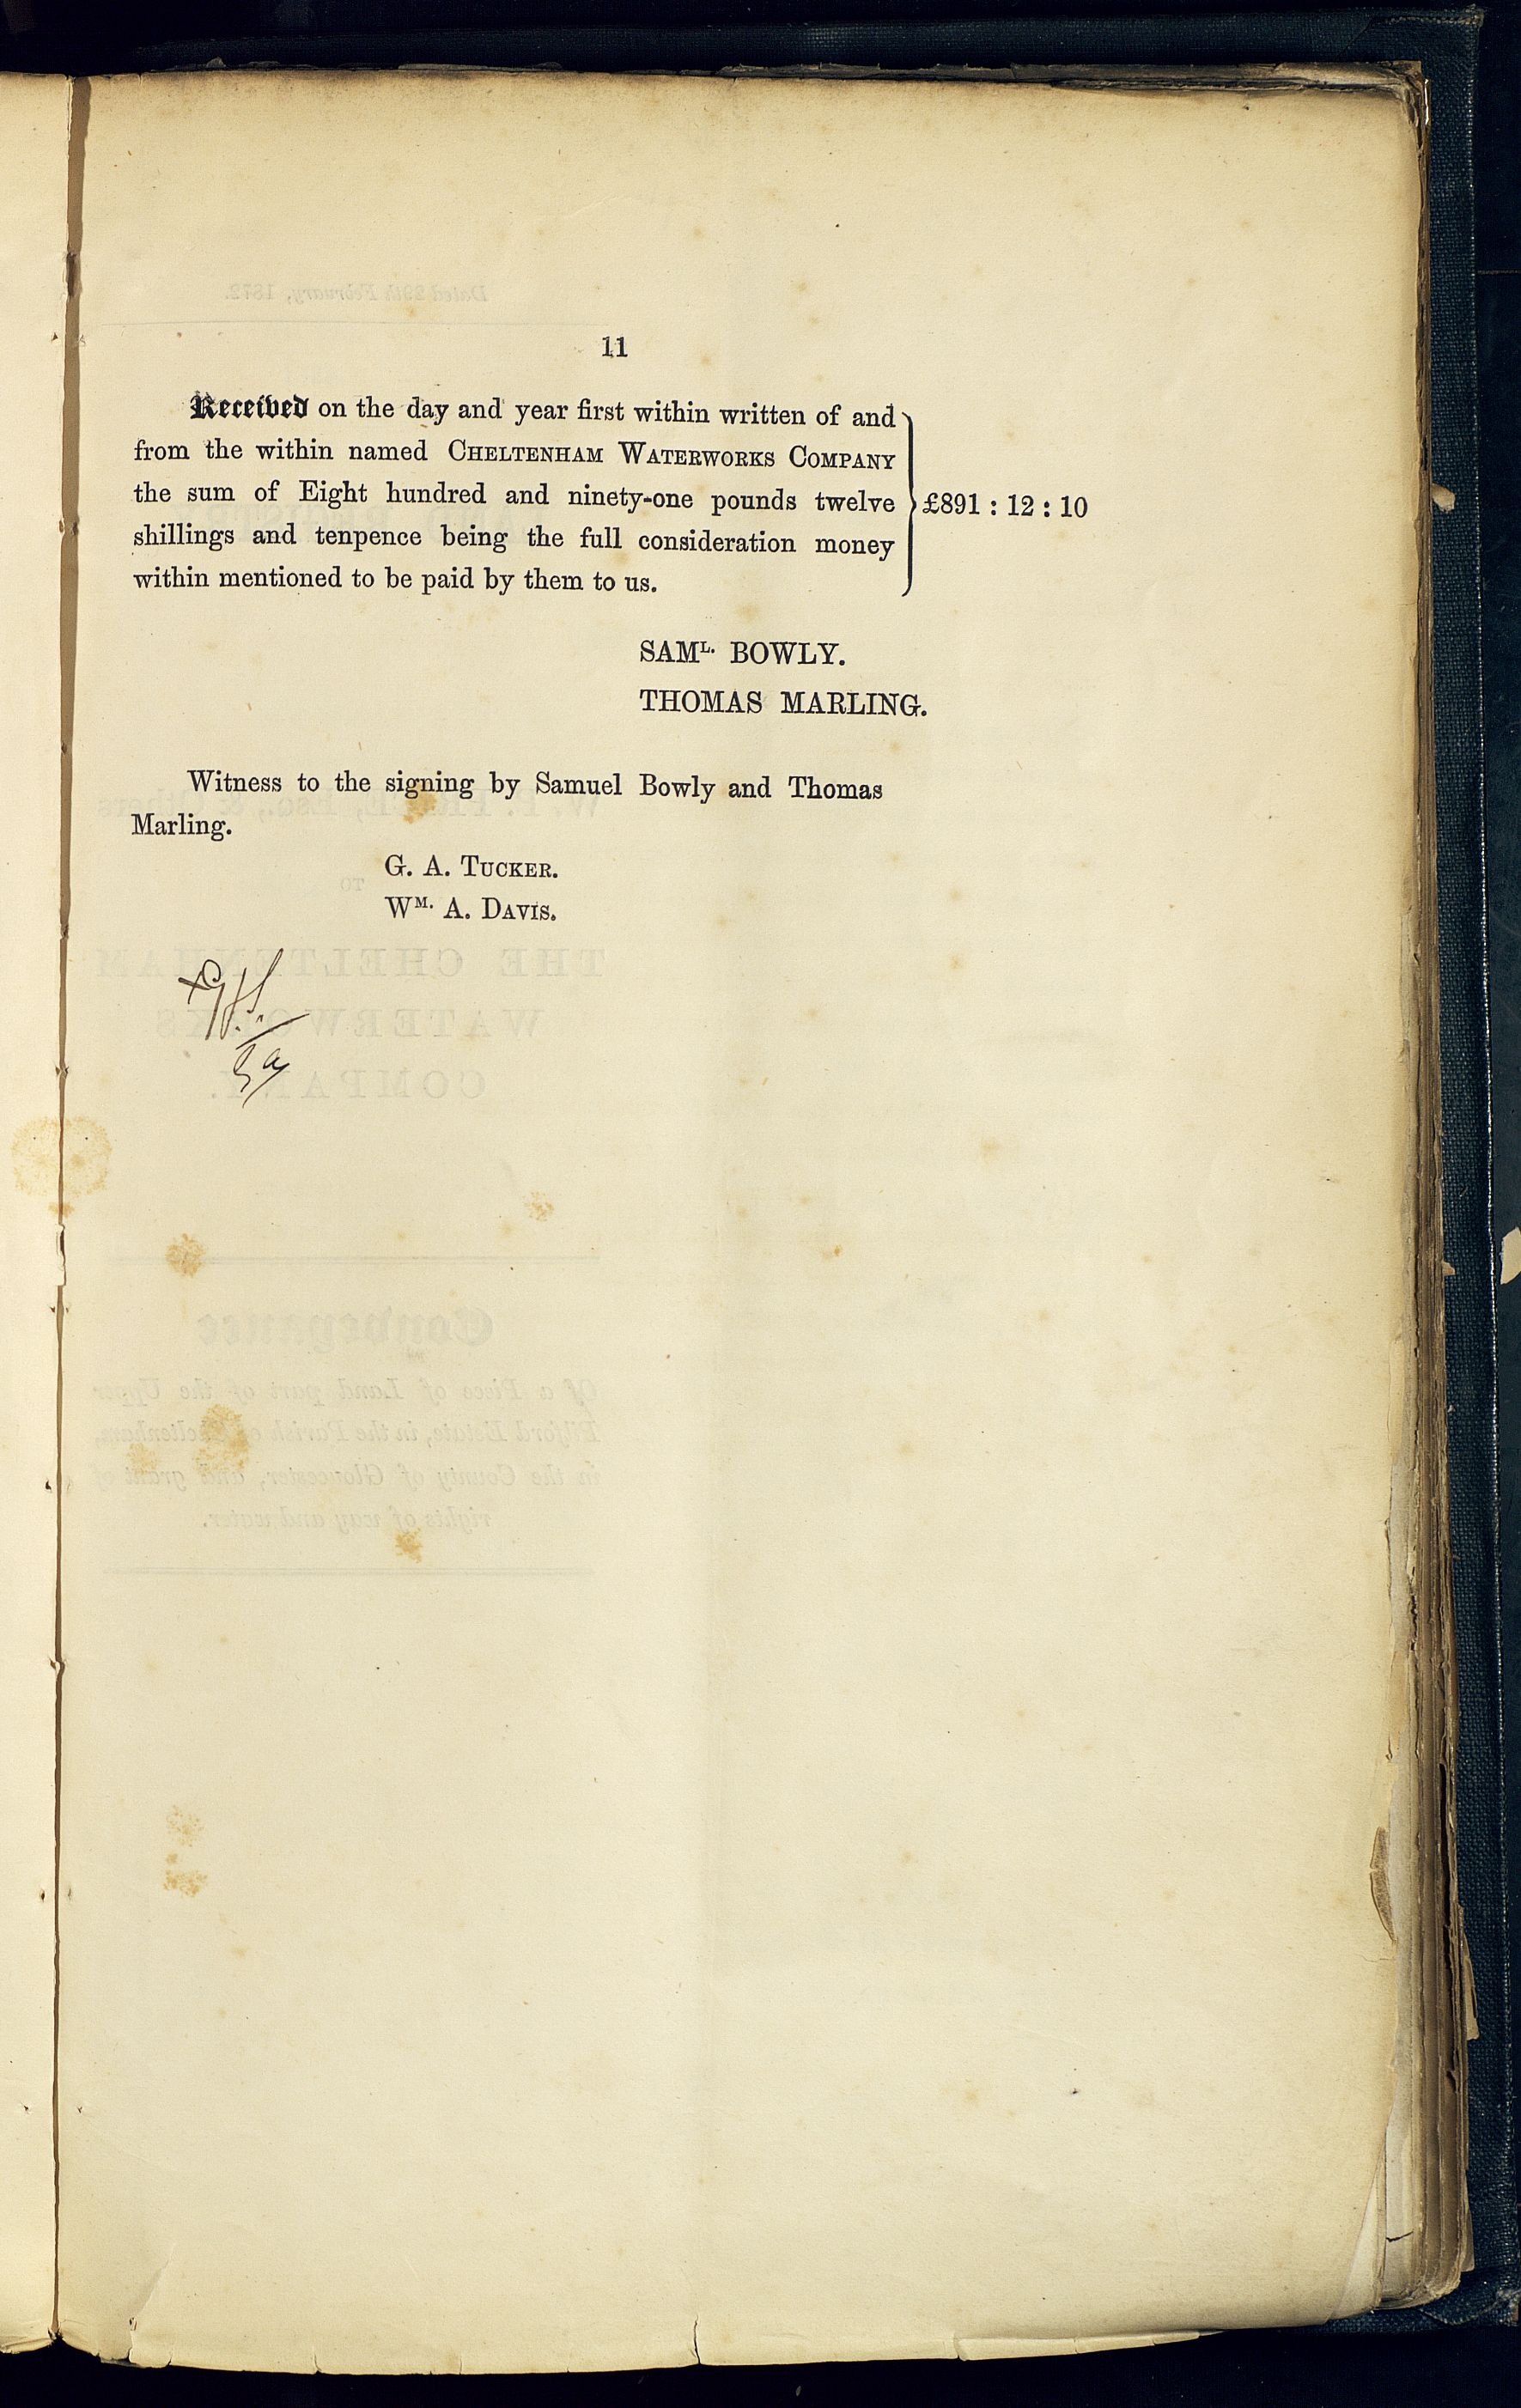 11
Received on the day and year first within written of and
from the within named CHELTENHAM WATERWORKS COMPANY
the sum of Eight hundred and ninety-one pounds twelve
shillings and tenpence being the full consideration money
within mentioned to be paid by them to us.
£891 : 12 : 10
SAMᴸ· BOWLY.
THOMAS MARLING.
Witness to the signing by Samuel Bowly and Thomas
Marling.
G. A. TUCKER.
Wᴹ· A. DAVIS.